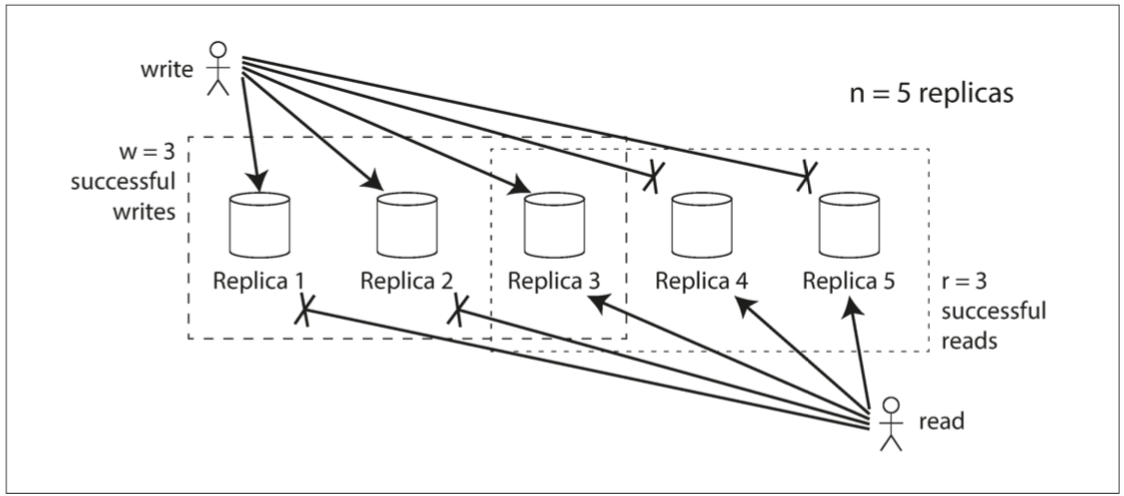 write
n = 5 replicas
w = 3
successful
writes
Replica 1
Replica 2
Replica 3
Replica 4
Replica 5
r = 3
successful
reads
read